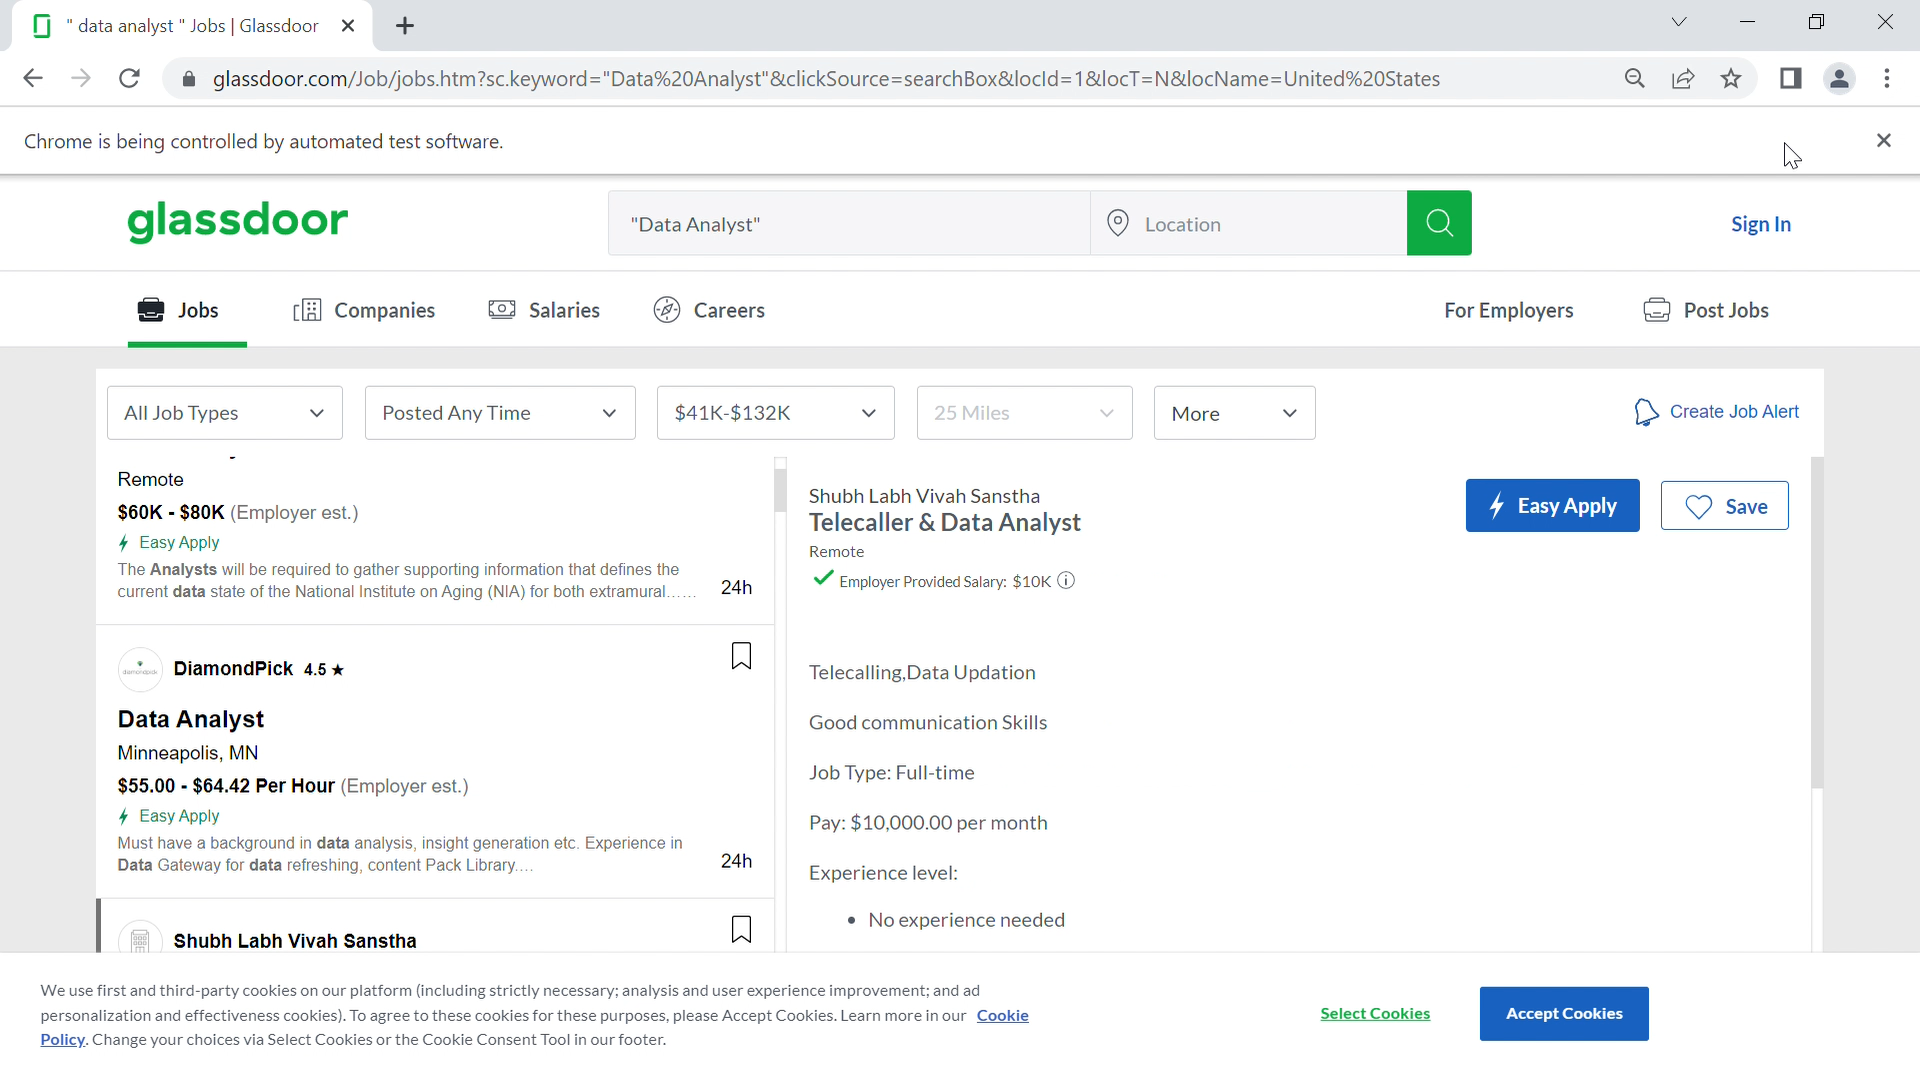 " data analyst " Jobs | Glassdoor
glassdoor.com/Job/jobs.htm?sc.keyword="Data%20Analyst"&clickSource=searchBox&locId=1&locT=N&locName=United%20States
Chrome is being controlled by automated test software.
glassdoor
"Data Analyst"
Location
Sign In
Jobs
Companies
Salaries
Careers
For Employers
Post Jobs
All Job Types
Posted Any Time
$41K-$132K
25 Miles
More
Create Job Alert
Remote
$60K - $80K (Employer est.)
Easy Apply
The Analysts will be required to gather supporting information that defines the
current data state of the National Institute on Aging (NIA) for both extramural……
24h
DiamondPick 4.5 ★
Data Analyst
Minneapolis, MN
$55.00 - $64.42 Per Hour (Employer est.)
Easy Apply
Must have a background in data analysis, insight generation etc. Experience in
Data Gateway for data refreshing, content Pack Library.…
24h
Shubh Labh Vivah Sanstha
Shubh Labh Vivah Sanstha
Telecaller & Data Analyst
Remote
Employer Provided Salary: $10K
Easy Apply
Save
Telecalling,Data Updation
Good communication Skills
Job Type: Full-time
Pay: $10,000.00 per month
Experience level:
• No experience needed
We use first and third-party cookies on our platform (including strictly necessary; analysis and user experience improvement; and ad
personalization and effectiveness cookies). To agree to these cookies for these purposes, please Accept Cookies. Learn more in our Cookie
Policy. Change your choices via Select Cookies or the Cookie Consent Tool in our footer.
Select Cookies
Accept Cookies